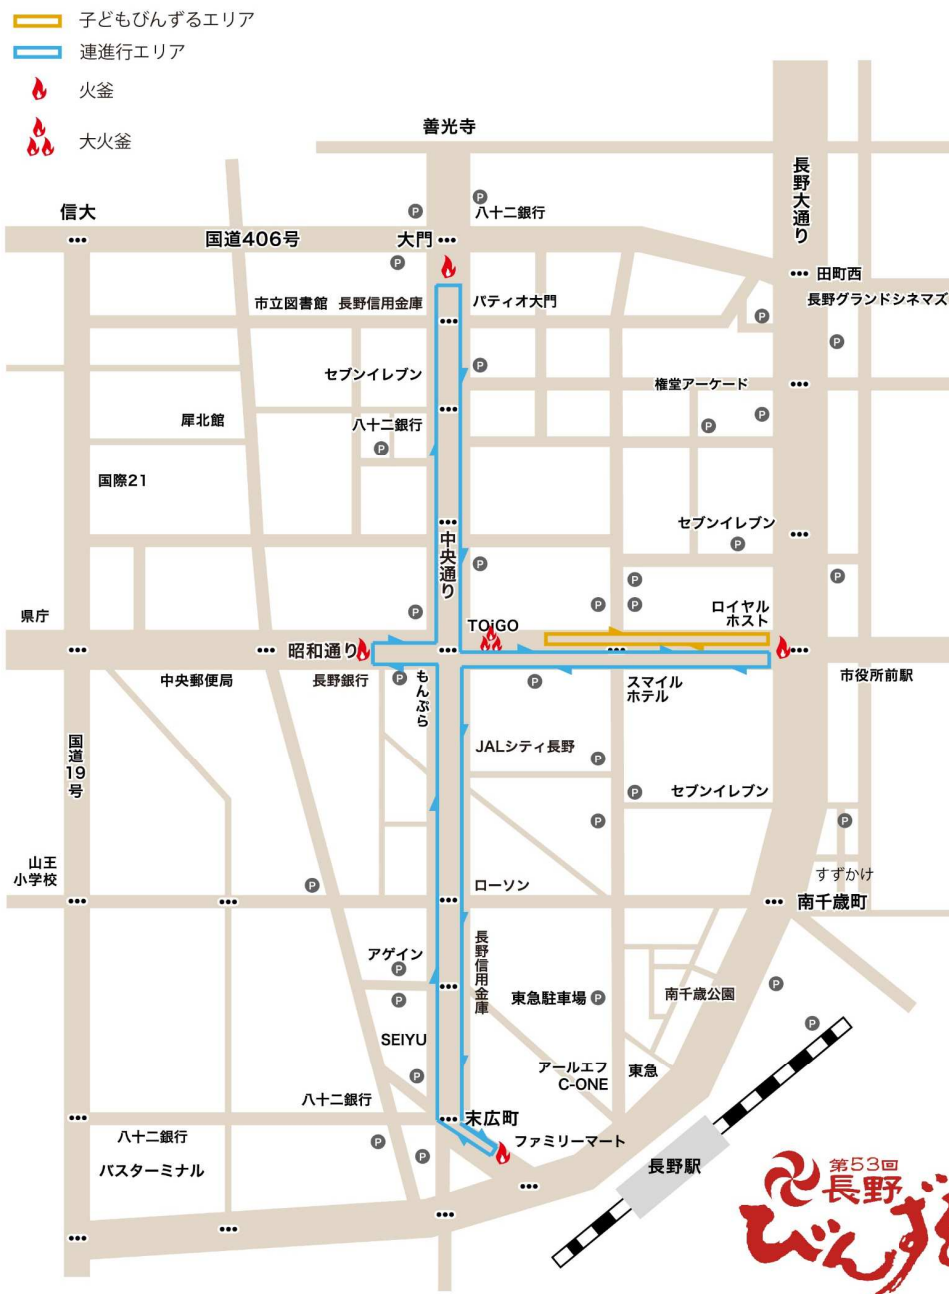 子どもびんずるエリア
連進行エリア
火釜
大火釜
善光寺
長野大通り
信大
国道406号
大門
八十二銀行
田町西
長野グランドシネマズ
市立図書館
長野信用金庫
パティオ大門
セブンイレブン
権堂アーケード
犀北館
八十二銀行
国際21
セブンイレブン
中央通り
県庁
TOiGO
ロイヤル
ホスト
昭和通り
中央郵便局
長野銀行
もんぷら
スマイル
ホテル
市役所前駅
国道19号
JALシティ長野
セブンイレブン
山王
小学校
ローソン
すずかけ
南千歳町
アゲイン
長野信用金庫
東急駐車場
南千歳公園
SEIYU
アールエフ
C-ONE
東急
八十二銀行
末広町
八十二銀行
ファミリーマート
バスターミナル
長野駅
第53回
長野
びんず